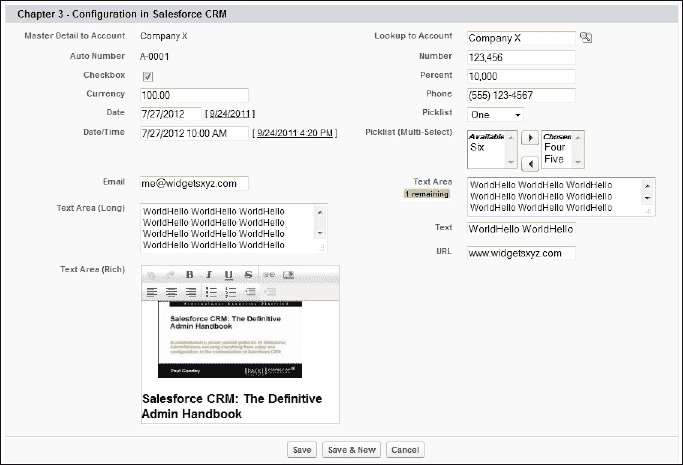 Chapter 3 - Configuration in Salesforce CRM
Master Detail to Account Company X
Lookup to Account Company X
Auto Number A-0001
Number 123,456
Checkbox
Percent 10,000
Currency 100.00
Phone (555) 123-4567
Date 7/27/2012 [ 9/24/2011 ]
Picklist One
Date/Time 7/27/2012 10:00 AM [ 9/24/2011 4:20 PM ]
Picklist (Multi-Select)
Available Chosen
Six Four
Five
Email me@widgetsxyz.com
Text Area
1 remaining
WorldHello WorldHello WorldHello
WorldHello WorldHello WorldHello
WorldHello WorldHello WorldHello
Text Area (Long)
WorldHello WorldHello WorldHello
WorldHello WorldHello WorldHello
WorldHello WorldHello WorldHello
WorldHello WorldHello WorldHello
Text WorldHello WorldHello
URL www.widgetsxyz.com
Text Area (Rich)
B I U S
Salesforce CRM: The Definitive
Admin Handbook
Paul Goodey
Salesforce CRM: The Definitive
Admin Handbook
Save Save & New Cancel